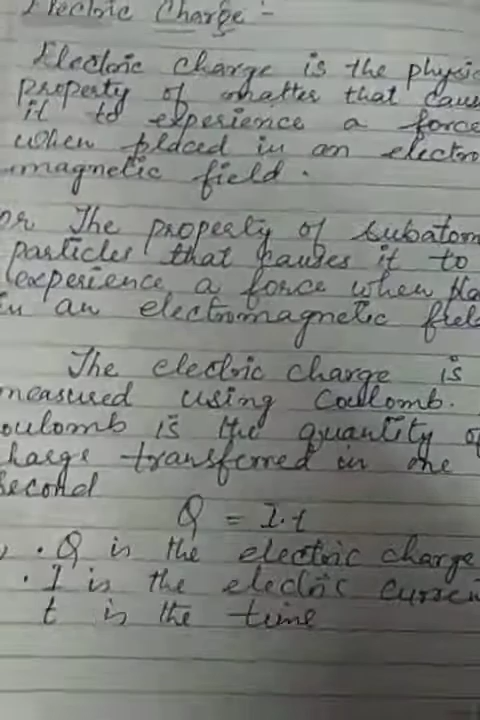 Electric Charge -
Electric charge is the physic
property of matter that caus
it to experience a force
when placed in an electro
magnetic field.
or The property of subatom
particles that causes it to
experience a force when pla
in an electromagnetic fiel
The electric charge is
measured using Coulomb.
oulomb is the quantity of
harge transferred in one
second
Q = I.t
. Q is the electric charge
. I is the electric curren
t is the time